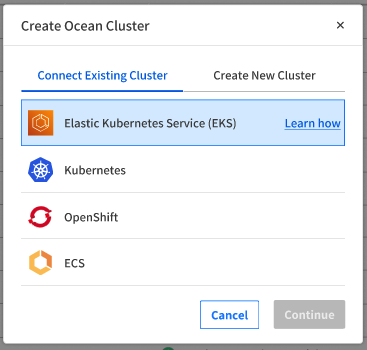 Create Ocean Cluster
Connect Existing Cluster
Create New Cluster
Elastic Kubernetes Service (EKS)
Learn how
Kubernetes
OpenShift
ECS
Cancel
Continue